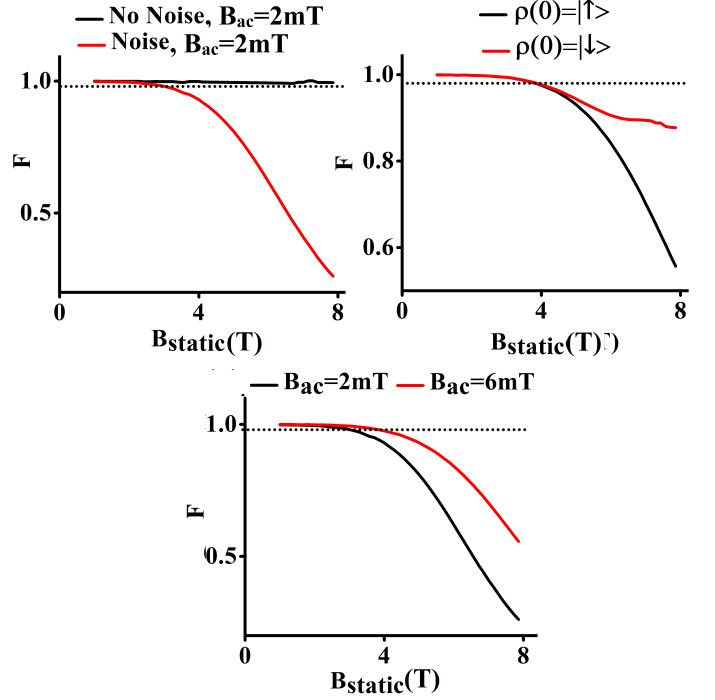 No Noise, Bac=2mT
Noise, Bac=2mT
1.0
0.5
F
0
4
8
Bstatic(T)
ρ(0)=|↑>
ρ(0)=|↓>
1.0
0.8
0.6
F
0
4
8
Bstatic(T)
Bac=2mT Bac=6mT
1.0
0.5
F
0
4
8
Bstatic(T)